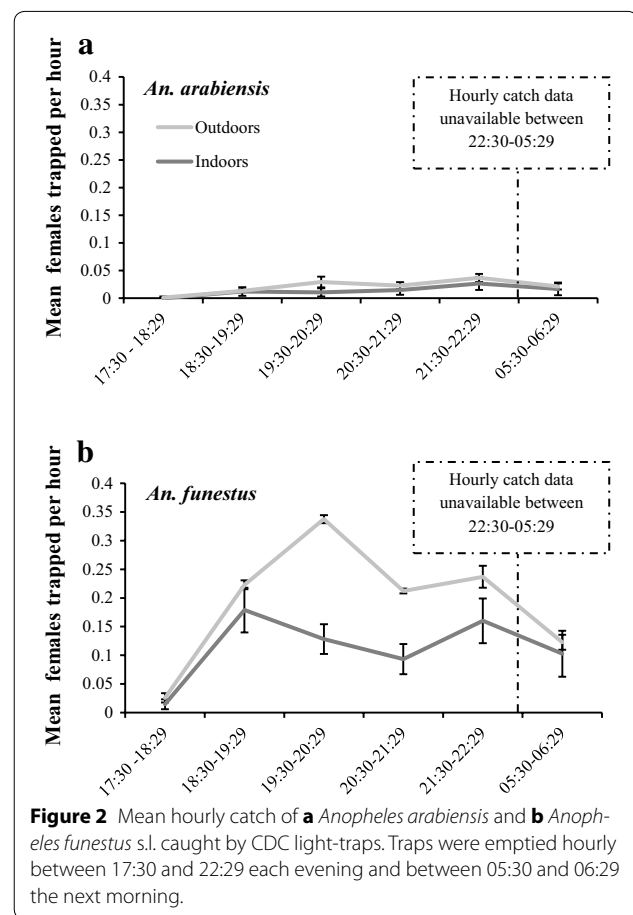 a
Mean females trapped per hour
0.4
0.35
0.3
0.25
0.2
0.15
0.1
0.05
0
An. arabiensis
Outdoors
Indoors
Hourly catch data
unavailable between
22:30-05:29
17:30 - 18:29
18:30-19:29
19:30-20:29
20:30-21:29
21:30-22:29
05:30-06:29
b
Mean females trapped per hour
0.4
0.35
0.3
0.25
0.2
0.15
0.1
0.05
0
An. funestus
Hourly catch data
unavailable between
22:30-05:29
17:30 -18:29
18:30-19:29
19:30-20:29
20:30-21:29
21:30-22:29
05:30-06:29
Figure 2 Mean hourly catch of a Anopheles arabiensis and b Anoph-
eles funestus s.l. caught by CDC light-traps. Traps were emptied hourly
between 17:30 and 22:29 each evening and between 05:30 and 06:29
the next morning.